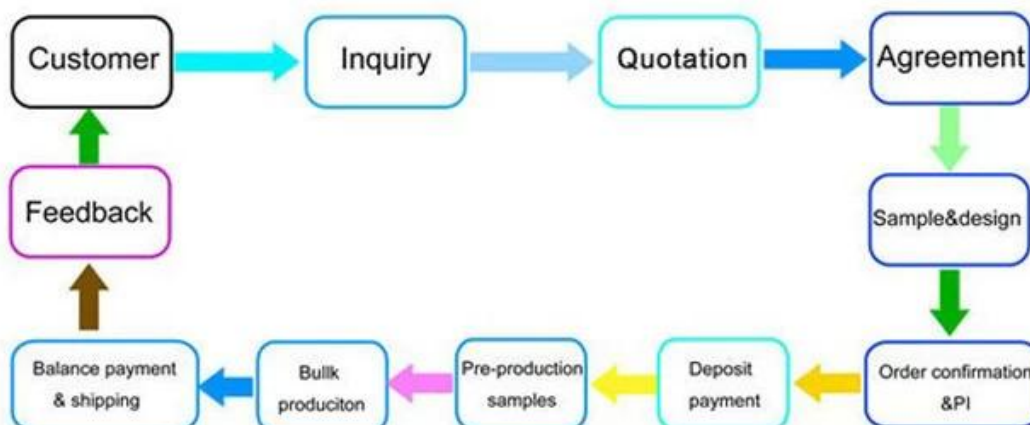 Customer
Inquiry
Quotation
Agreement
Sample&design
Order confirmation
&PI
Deposit
payment
Pre-production
samples
Bullk
produciton
Balance payment
& shipping
Feedback